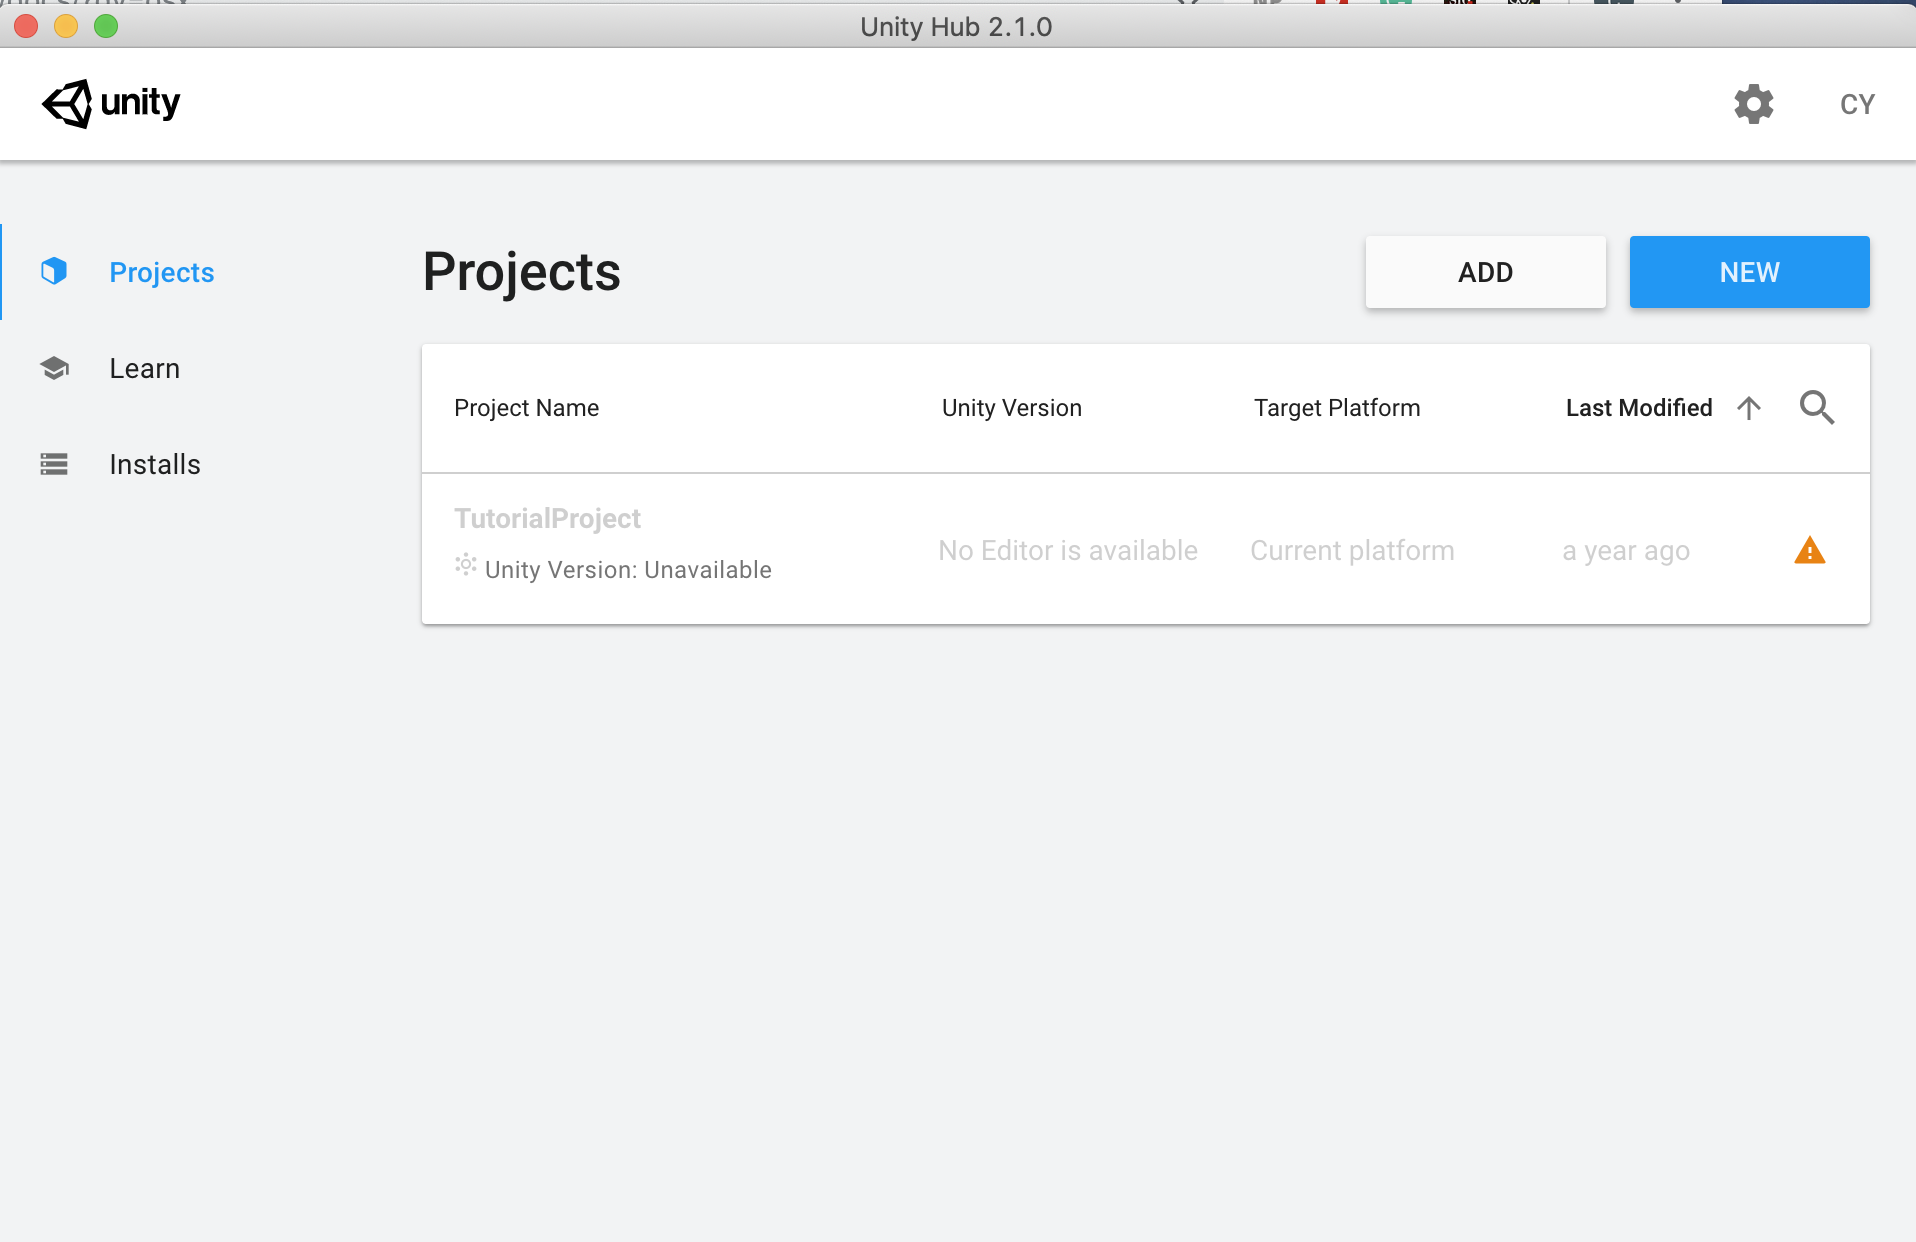 Unity Hub 2.1.0
unity
CY
Projects
Learn
Installs
Projects
ADD
NEW
Project Name Unity Version Target Platform Last Modified
TutorialProject
Unity Version: Unavailable
No Editor is available Current platform a year ago